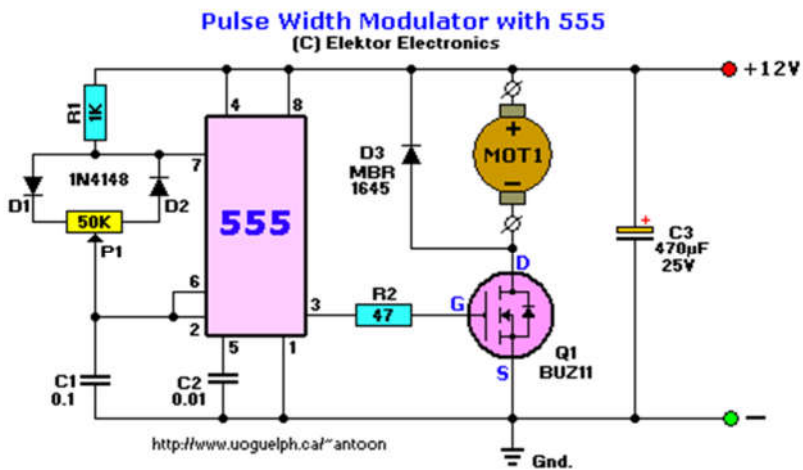 Pulse Width Modulator with 555
(C) Elektor Electronics
+12V
R1
1K
4
8
7
1N4148
D1
D2
50K
P1
555
D3
MBR
1645
+
MOT1
−
+
C3
470µF
25V
6
2
3
R2
47
G
D
S
Q1
BUZ11
5
1
C1
0.1
C2
0.01
−
http://www.uoguelph.ca/~antoon
Gnd.